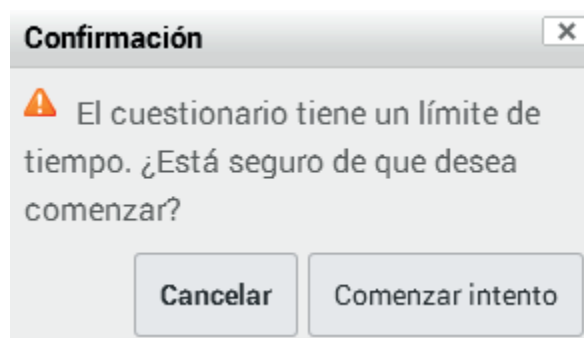 Confirmación
El cuestionario tiene un límite de
tiempo. ¿Está seguro de que desea
comenzar?
Cancelar
Comenzar intento